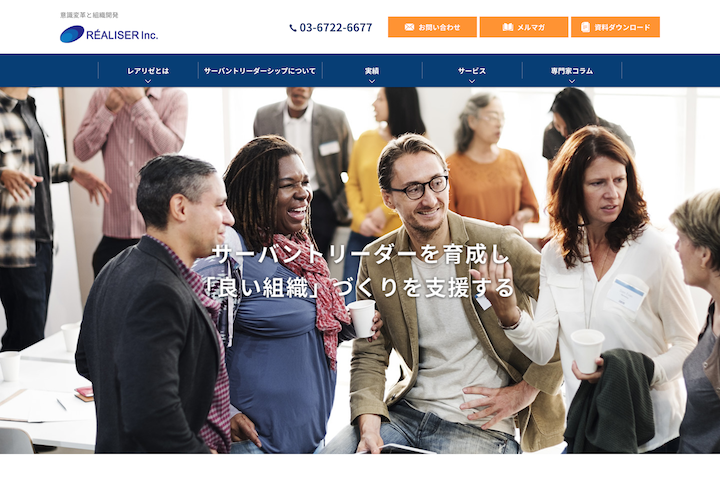 意識変革と組織開発
RÉALISER Inc.
03-6722-6677
お問い合わせ
メルマガ
資料ダウンロード
レアリゼとは
サーバントリーダーシップについて
実績
サービス
専門家コラム
サーバントリーダーを育成し
「良い組織」づくりを支援する